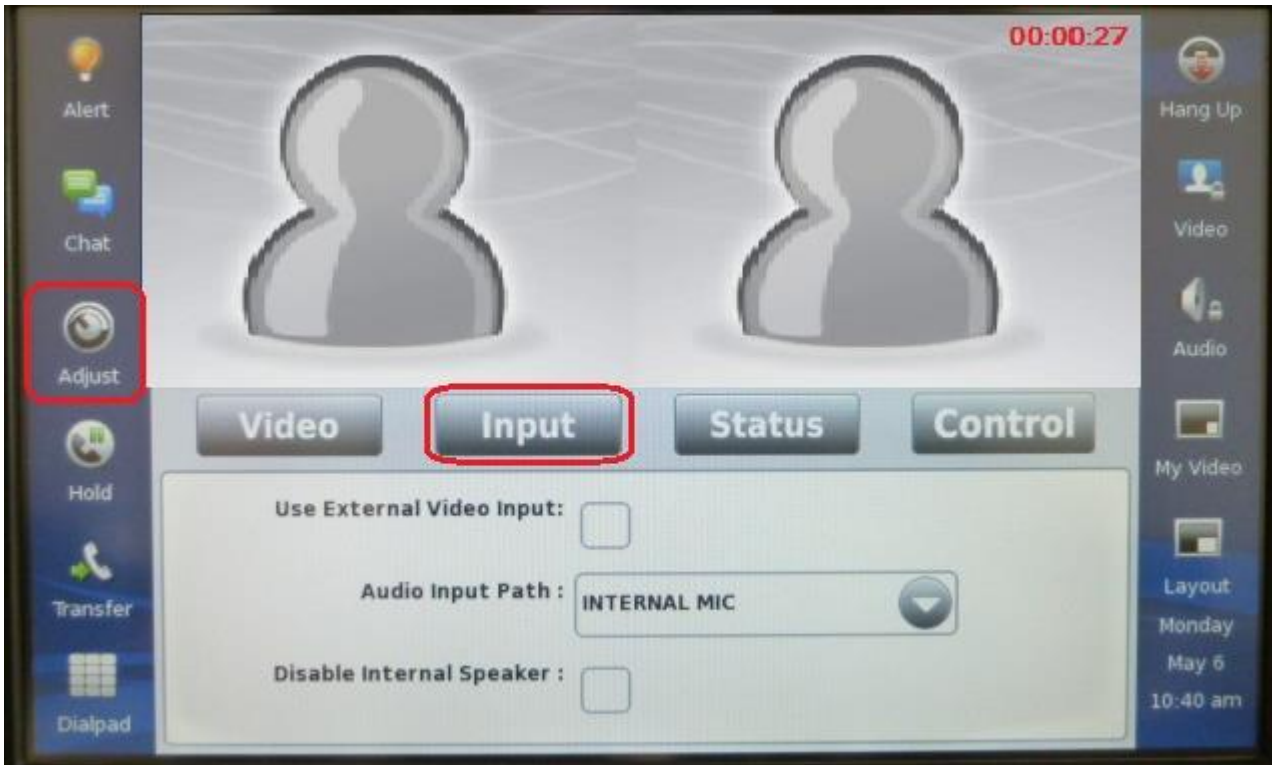 00:00:27
Alert
Chat
Adjust
Hold
Transfer
Dialpad
Video
Input
Status
Control
Use External Video Input:
Audio Input Path :
INTERNAL MIC
Disable Internal Speaker :
Hang Up
Video
Audio
My Video
Layout
Monday
May 6
10:40 am